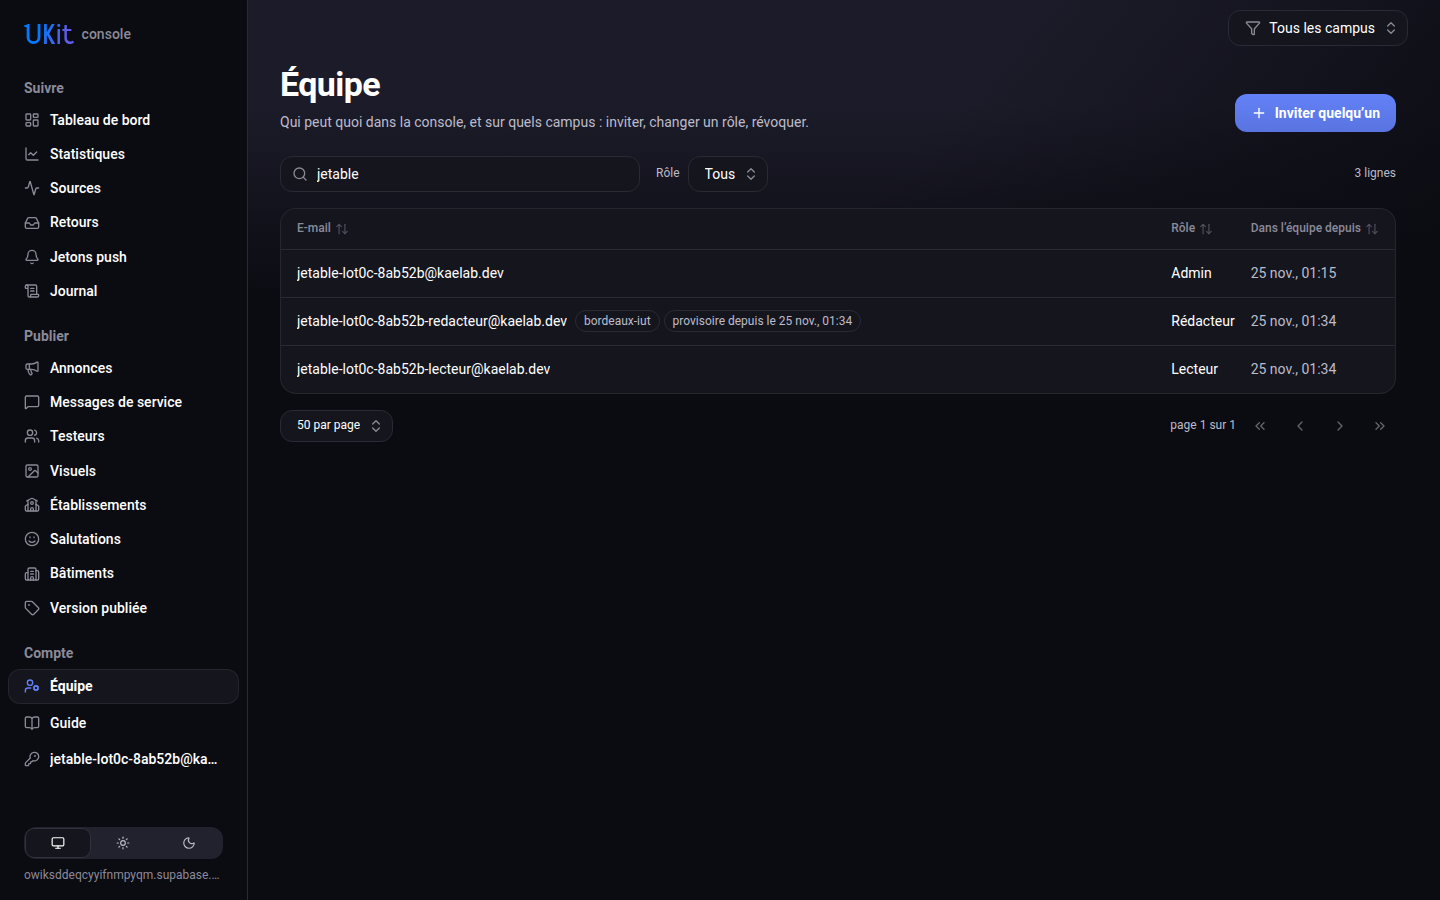 UKit console
Tous les campus
Suivre
Tableau de bord
Statistiques
Sources
Retours
Jetons push
Journal
Publier
Annonces
Messages de service
Testeurs
Visuels
Établissements
Salutations
Bâtiments
Version publiée
Compte
Équipe
Guide
jetable-lot0c-8ab52b@ka...
owiksddeqcyyifnmpyqm.supabase....
Équipe
Qui peut quoi dans la console, et sur quels campus : inviter, changer un rôle, révoquer.
Inviter quelqu'un
jetable
Rôle
Tous
3 lignes
E-mail Rôle Dans l'équipe depuis
jetable-lot0c-8ab52b@kaelab.dev Admin 25 nov., 01:15
jetable-lot0c-8ab52b-redacteur@kaelab.dev bordeaux-iut provisoire depuis le 25 nov., 01:34 Rédacteur 25 nov., 01:34
jetable-lot0c-8ab52b-lecteur@kaelab.dev Lecteur 25 nov., 01:34
50 par page
page 1 sur 1